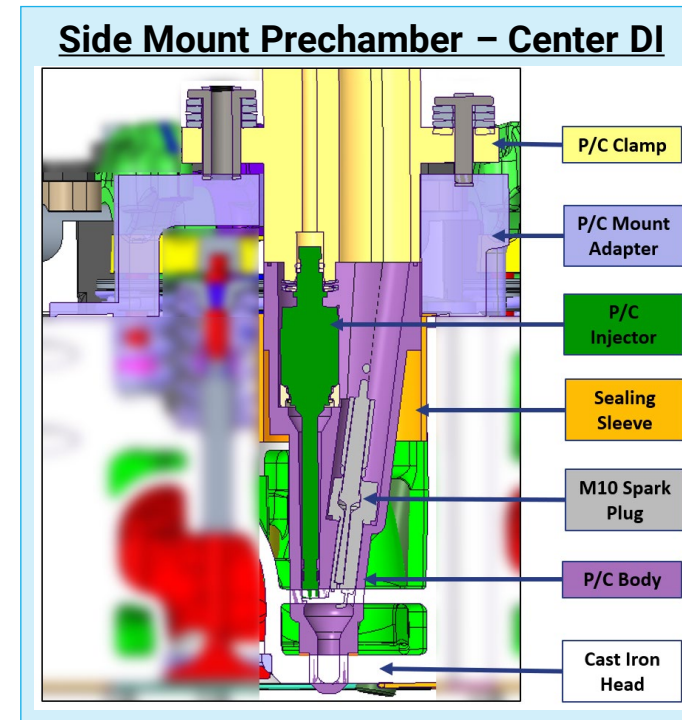 Side Mount Prechamber – Center DI
P/C Clamp
P/C Mount
Adapter
P/C
Injector
Sealing
Sleeve
M10 Spark
Plug
P/C Body
Cast Iron
Head